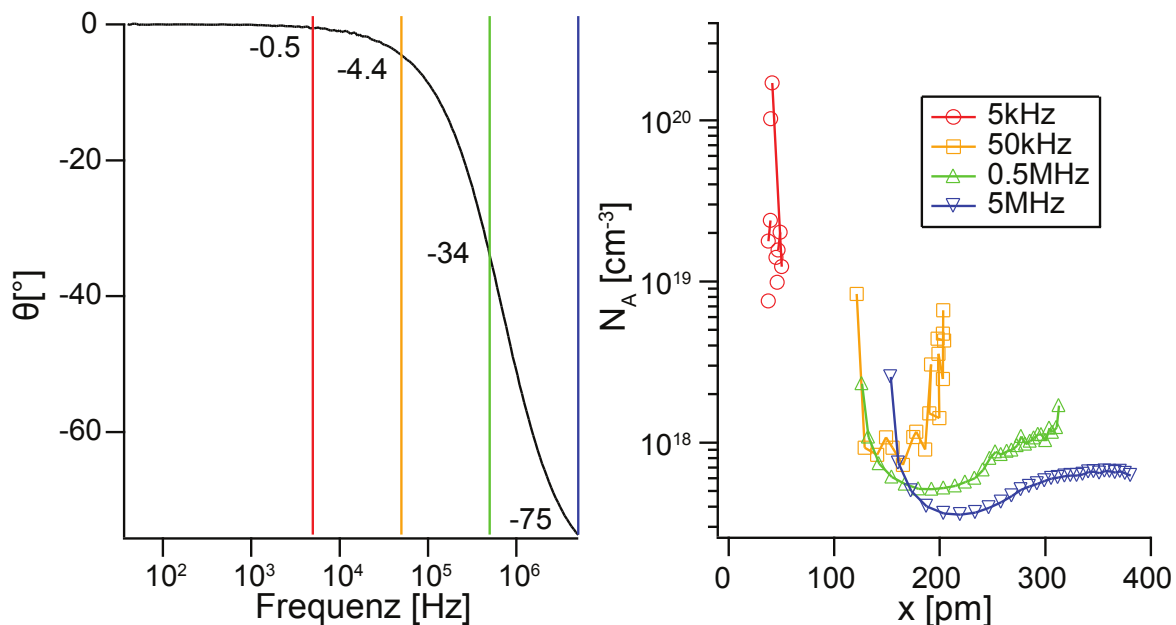 0
-20
-40
-60
θ[°]
-0.5
-4.4
-34
-75
10²
10³
10⁴
10⁵
10⁶
Frequenz [Hz]
10²⁰
10¹⁹
10¹⁸
N_A [cm⁻³]
5kHz
50kHz
0.5MHz
5MHz
0
100
200
300
400
x [pm]